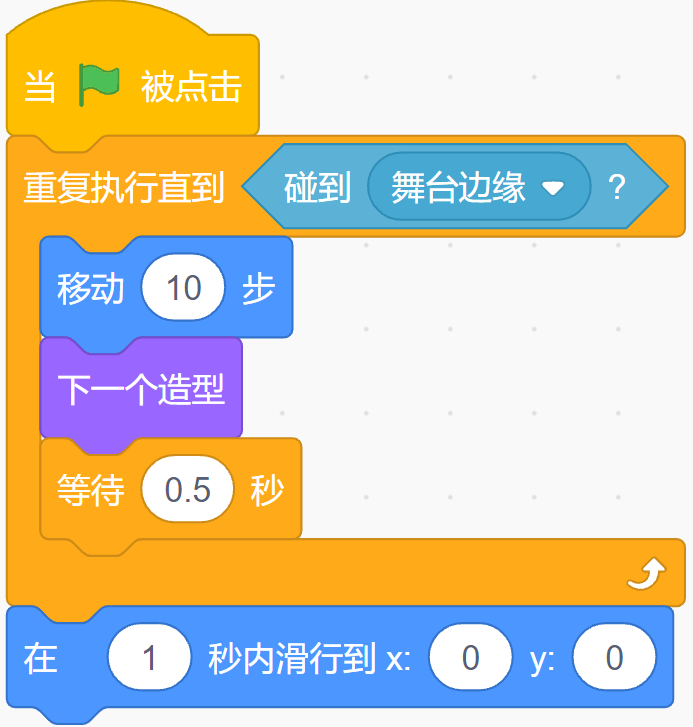 当 被点击
重复执行直到 碰到 舞台边缘 ?
移动 10 步
下一个造型
等待 0.5 秒
在 1 秒内滑行到 x: 0 y: 0